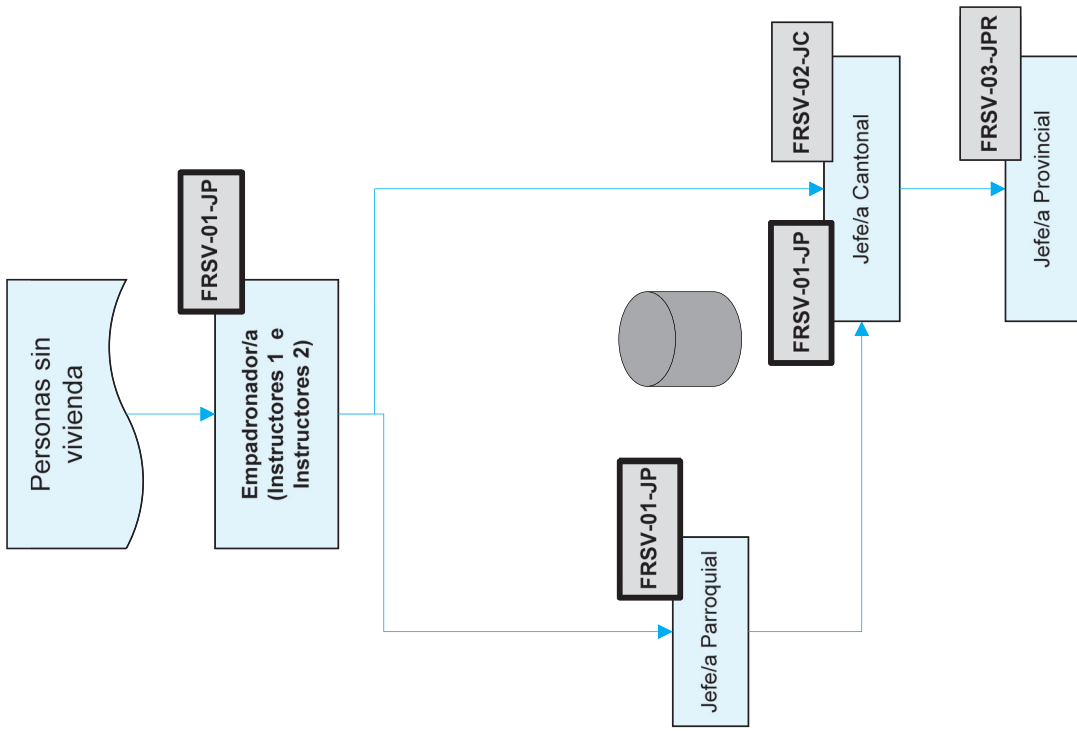 Personas sin
vivienda
FRSV-01-JP
Empadronador/a
(Instructores 1 e
Instructores 2)
FRSV-01-JP
Jefe/a Parroquial
FRSV-01-JP
FRSV-02-JC
Jefe/a Cantonal
FRSV-03-JPR
Jefe/a Provincial